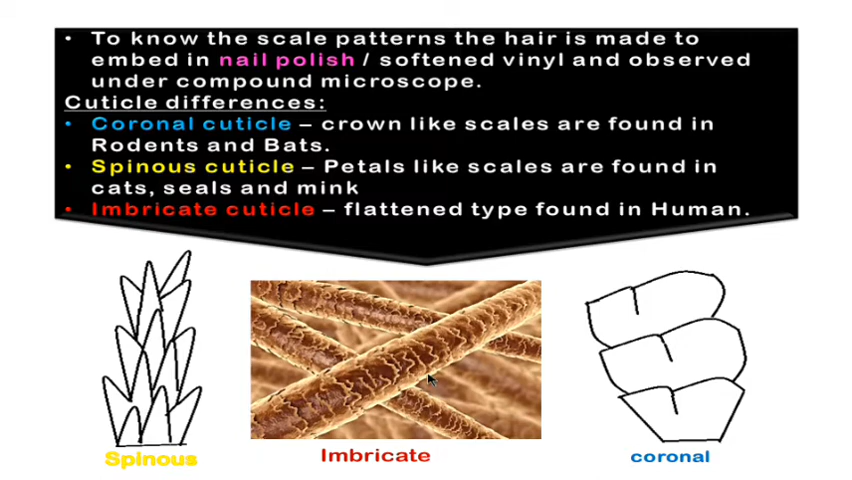 • To know the scale patterns the hair is made to
embed in nail polish / softened vinyl and observed
under compound microscope.
Cuticle differences:
• Coronal cuticle – crown like scales are found in
Rodents and Bats.
• Spinous cuticle – Petals like scales are found in
cats, seals and mink
• Imbricate cuticle – flattened type found in Human.
Spinous
Imbricate
coronal